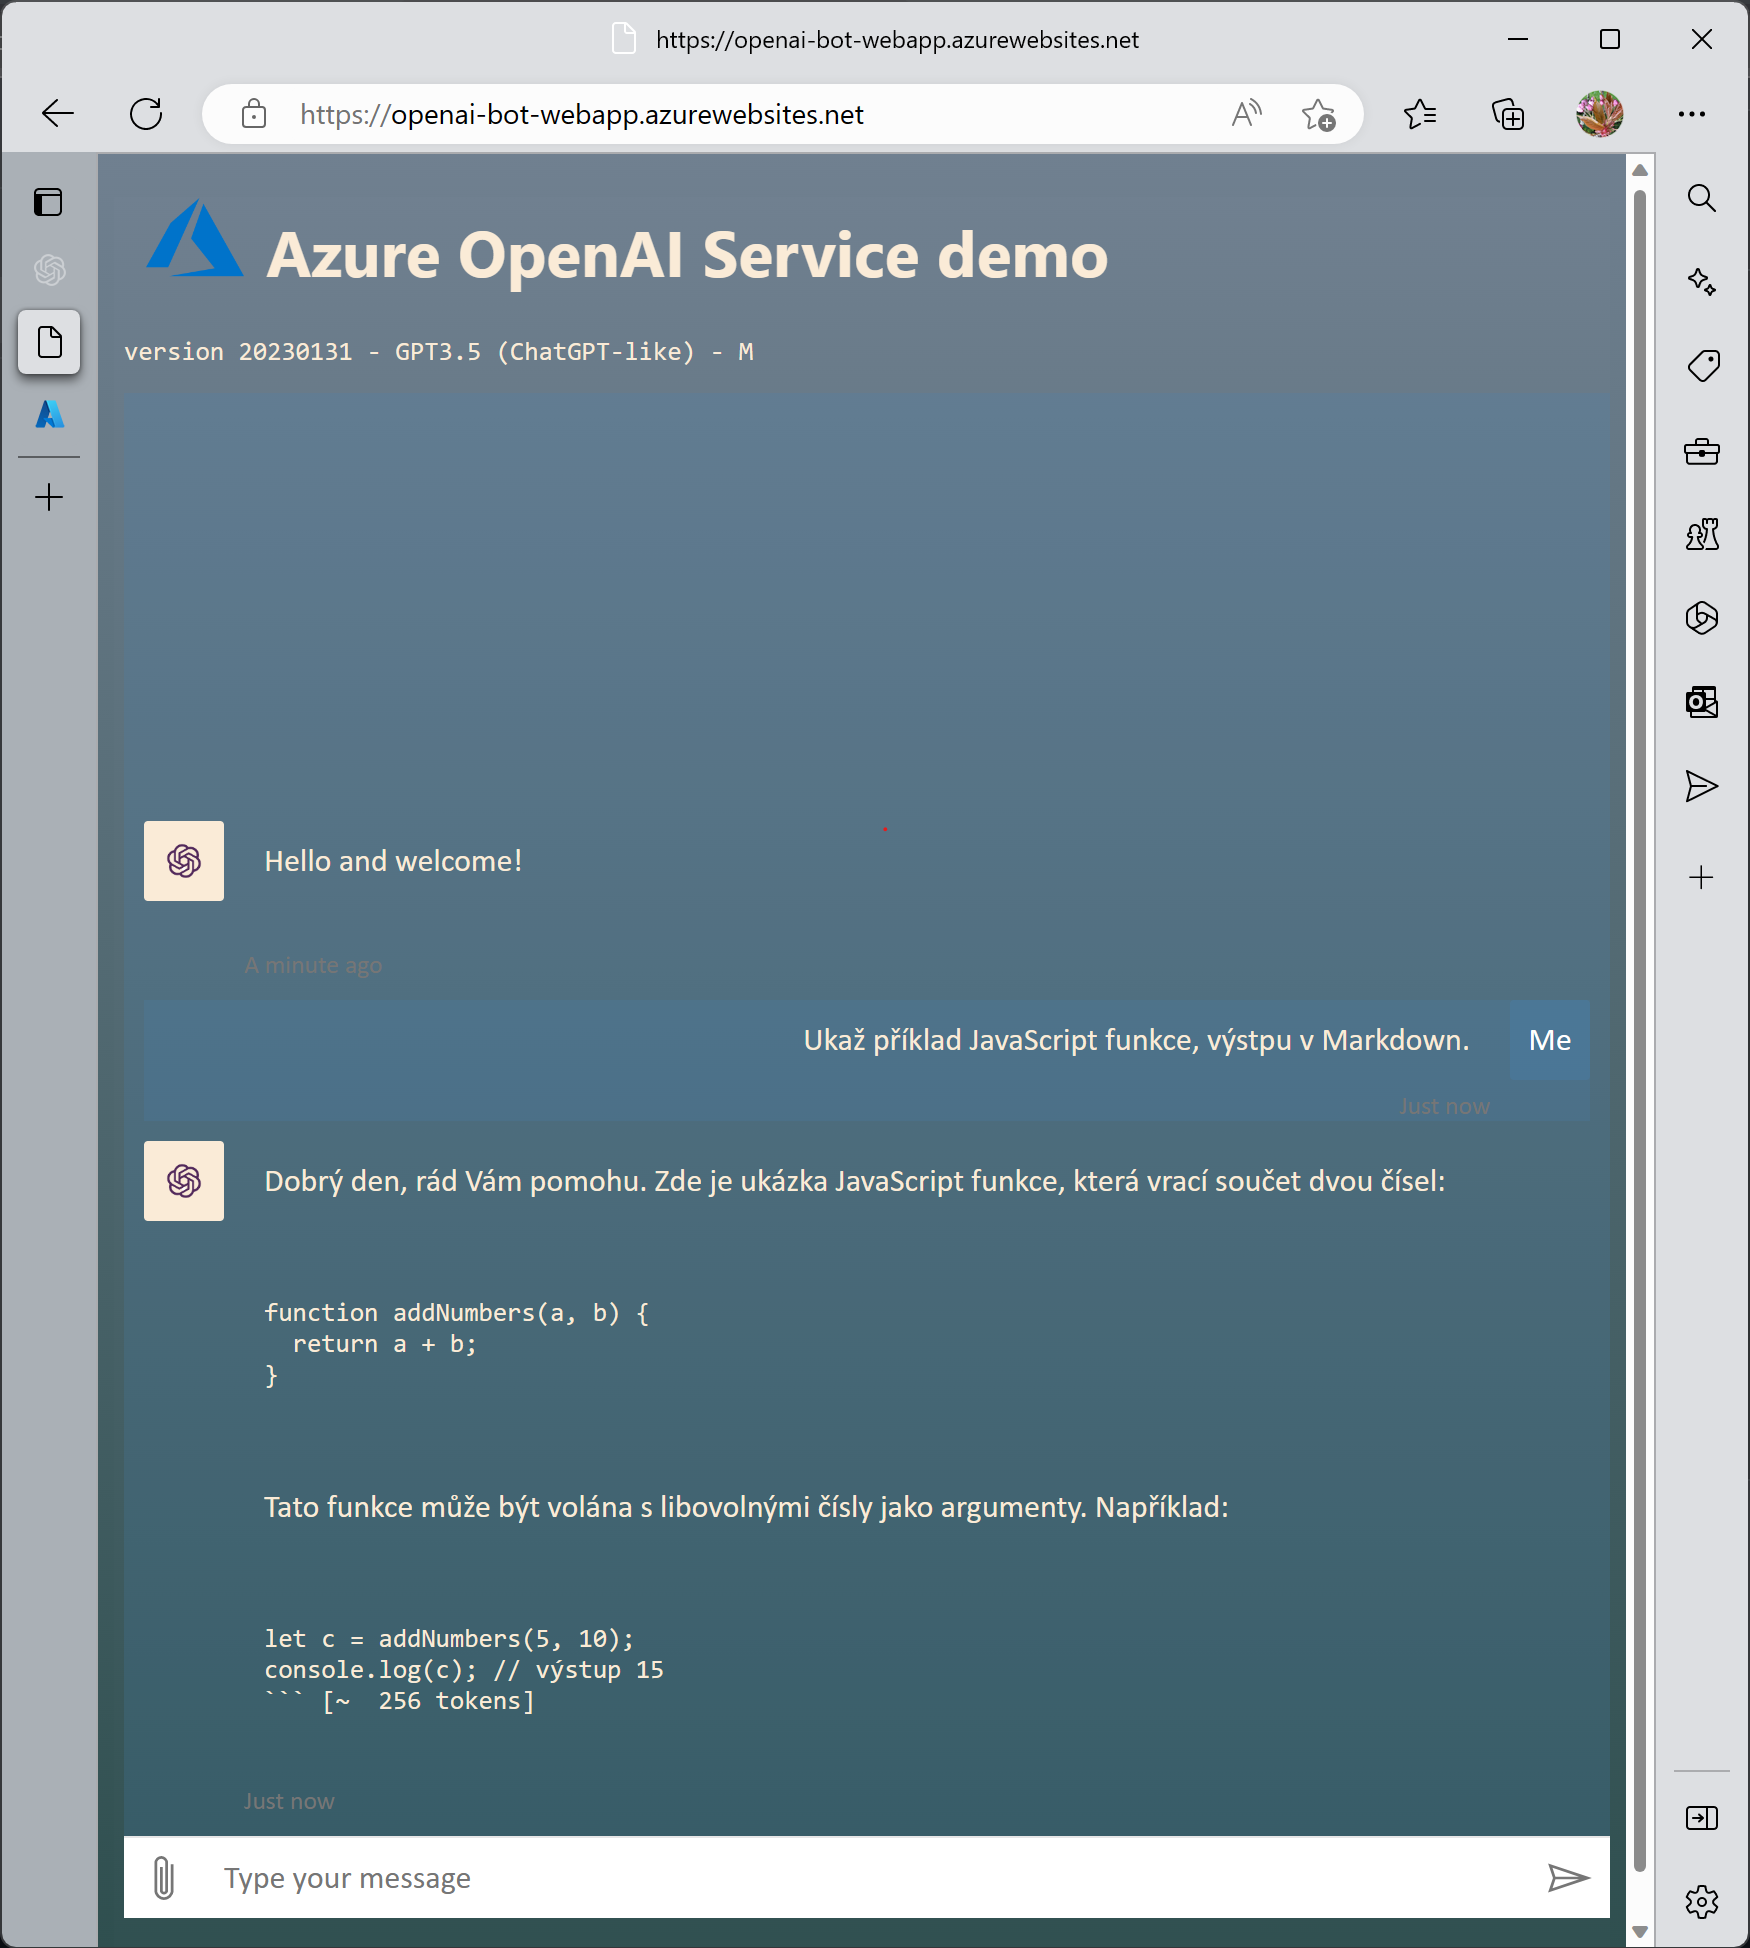 https://openai-bot-webapp.azurewebsites.net
https://openai-bot-webapp.azurewebsites.net
Azure OpenAI Service demo
version 20230131 - GPT3.5 (ChatGPT-like) - M
Hello and welcome!
A minute ago
Ukaž příklad JavaScript funkce, výstpu v Markdown.
Me
Just now
Dobrý den, rád Vám pomohu. Zde je ukázka JavaScript funkce, která vrací součet dvou čísel:
function addNumbers(a, b) {
  return a + b;
}
Tato funkce může být volána s libovolnými čísly jako argumenty. Například:
let c = addNumbers(5, 10);
console.log(c); // výstup 15
``` [~  256 tokens]
Just now
Type your message